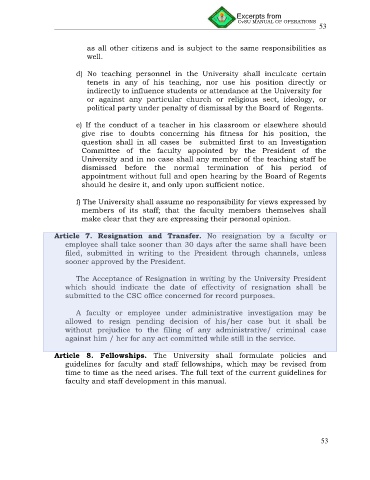 Excerpts from
G-SU MANUAL OF OPERATIONS
53
as all other citizens and is subject to the same responsibilities as
well.
d) No teaching personnel in the University shall inculcate certain
tenets in any of his teaching, nor use his position directly or
indirectly to influence students or attendance at the University for
or against any particular church or religious sect, ideology, or
political party under penalty of dismissal by the Board of Regents.
e) If the conduct of a teacher in his classroom or elsewhere should
give rise to doubts concerning his fitness for his position, the
question shall in all cases be submitted first to an Investigation
Committee of the faculty appointed by the President of the
University and in no case shall any member of the teaching staff be
dismissed before the normal termination of his period of
appointment without full and open hearing by the Board of Regents
should he desire it, and only upon sufficient notice.
f) The University shall assume no responsibility for views expressed by
members of its staff; that the faculty members themselves shall
make clear that they are expressing their personal opinion.
Article 7. Resignation and Transfer. No resignation by a faculty or
employee shall take sooner than 30 days after the same shall have been
filed, submitted in writing to the President through channels, unless
sooner approved by the President.
The Acceptance of Resignation in writing by the University President
which should indicate the date of effectivity of resignation shall be
submitted to the CSC office concerned for record purposes.
A faculty or employee under administrative investigation may be
allowed to resign pending decision of his/her case but it shall be
without prejudice to the filing of any administrative/ criminal case
against him / her for any act committed while still in the service.
Article 8. Fellowships. The University shall formulate policies and
guidelines for faculty and staff fellowships, which may be revised from
time to time as the need arises. The full text of the current guidelines for
faculty and staff development in this manual.
53